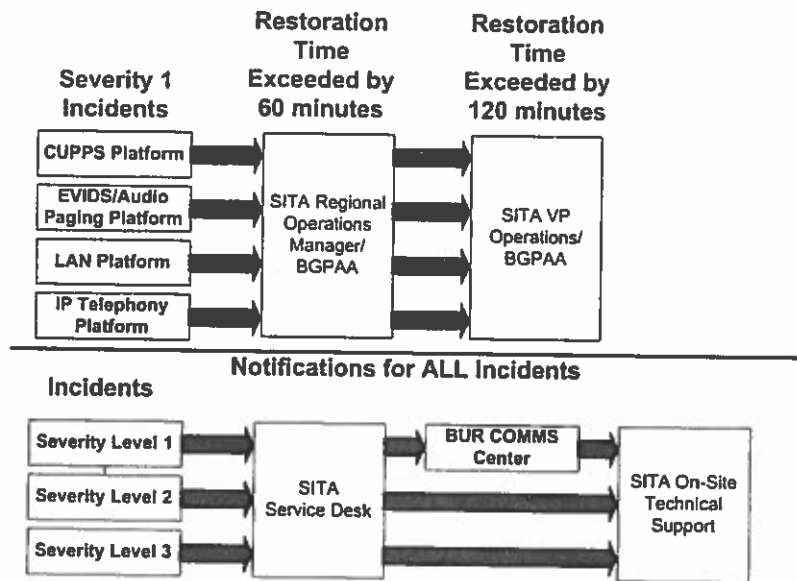 Severity 1
Incidents
Restoration
Time
Exceeded by
60 minutes
Restoration
Time
Exceeded by
120 minutes
CUPPS Platform
EVIDS/Audio
Paging Platform
LAN Platform
IP Telephony
Platform
SITA Regional
Operations
Manager/
BGPAA
SITA VP
Operations/
BGPAA
Notifications for ALL Incidents
Incidents
Severity Level 1
Severity Level 2
Severity Level 3
SITA
Service Desk
BUR COMMS
Center
SITA On-Site
Technical
Support